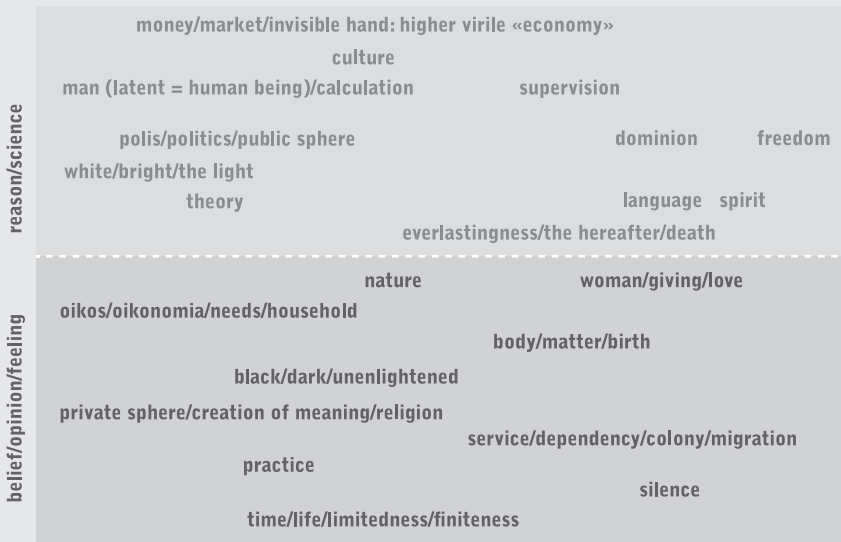 money/market/invisible hand: higher virile «economy»
culture
man (latent = human being)/calculation supervision
polis/politics/public sphere dominion freedom
white/bright/the light
theory language spirit
everlastingness/the hereafter/death
reason/science
nature woman/giving/love
oikos/oikonomia/needs/household
body/matter/birth
black/dark/unenlightened
private sphere/creation of meaning/religion
service/dependency/colony/migration
practice
silence
time/life/limitedness/finiteness
belief/opinion/feeling